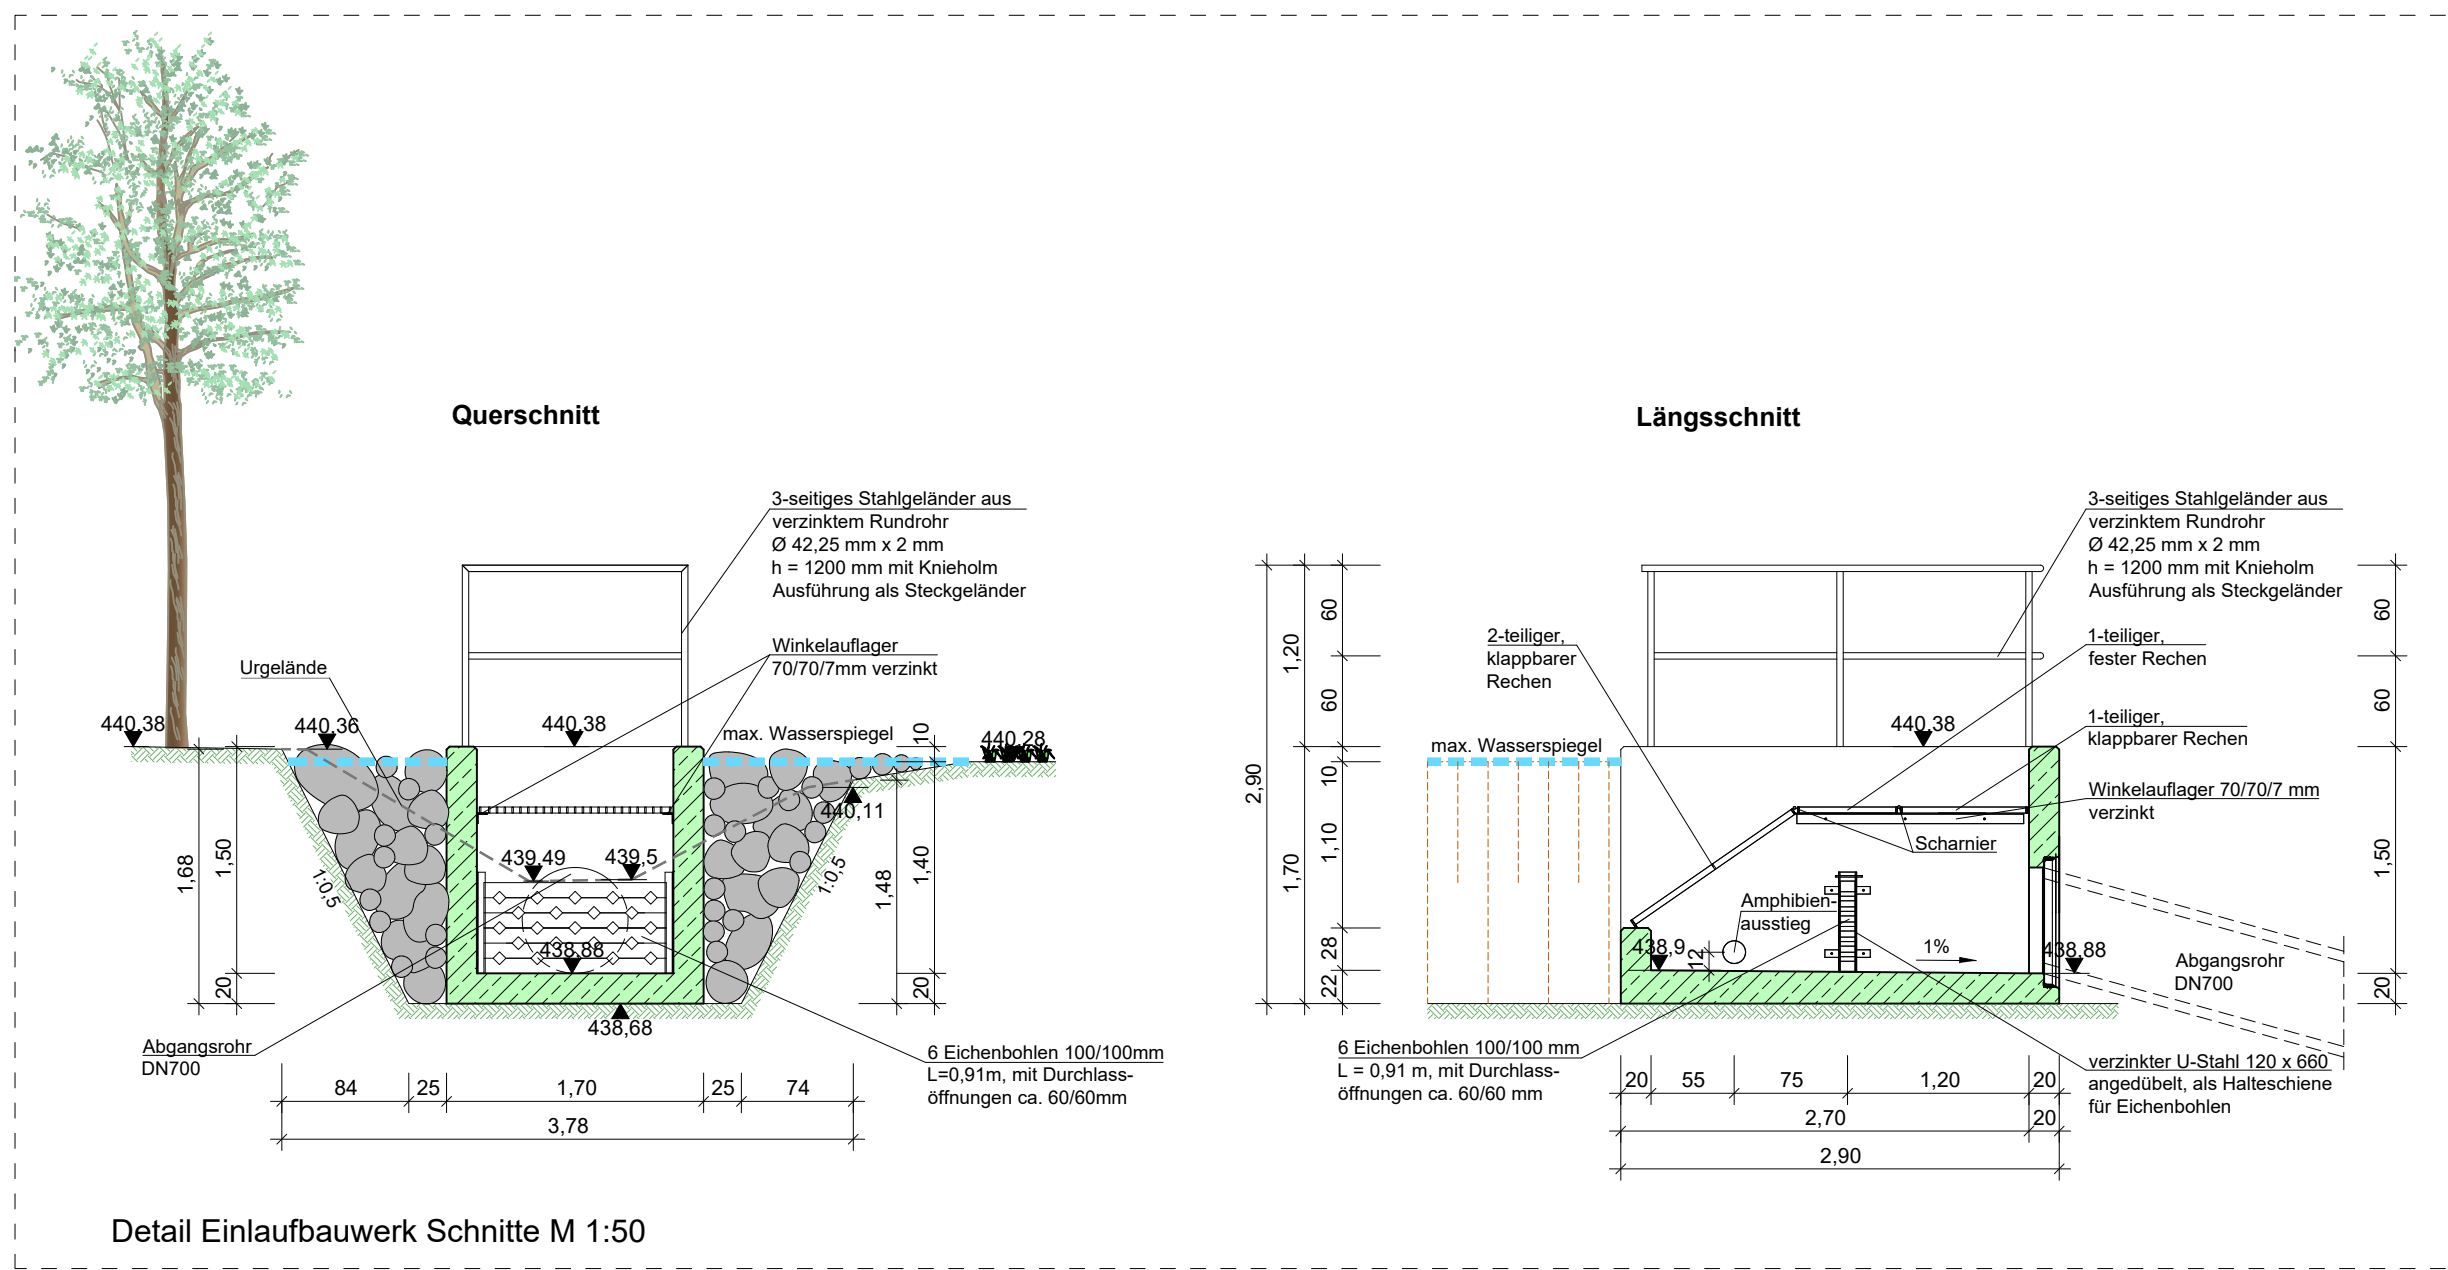 Querschnitt
Längsschnitt
3-seitiges Stahlgeländer aus
verzinktem Rundrohr
Ø 42,25 mm x 2 mm
h = 1200 mm mit Knieholm
Ausführung als Steckgeländer
Winkelauflager
70/70/7mm verzinkt
Urgelände
440,38
440,36
440,38
max. Wasserspiegel
10
440,28
440,11
439,49
439,5
438,88
438,68
1:0,5
1:0,5
1,68
1,50
20
1,48
1,40
20
Abgangsrohr
DN700
6 Eichenbohlen 100/100mm
L=0,91m, mit Durchlass-
öffnungen ca. 60/60mm
84
25
1,70
25
74
3,78
3-seitiges Stahlgeländer aus
verzinktem Rundrohr
Ø 42,25 mm x 2 mm
h = 1200 mm mit Knieholm
Ausführung als Steckgeländer
2-teiliger,
klappbarer
Rechen
1-teiliger,
fester Rechen
1-teiliger,
klappbarer Rechen
Winkelauflager 70/70/7 mm
verzinkt
Scharnier
max. Wasserspiegel
440,38
Amphibien-
ausstieg
438,9
12
1%
438,88
Abgangsrohr
DN700
2,90
1,20
1,70
60
60
10
1,10
28
22
60
60
1,50
20
6 Eichenbohlen 100/100 mm
L = 0,91 m, mit Durchlass-
öffnungen ca. 60/60 mm
verzinkter U-Stahl 120 x 660
angedübelt, als Halteschiene
für Eichenbohlen
20
55
75
1,20
20
2,70
20
2,90
Detail Einlaufbauwerk Schnitte M 1:50